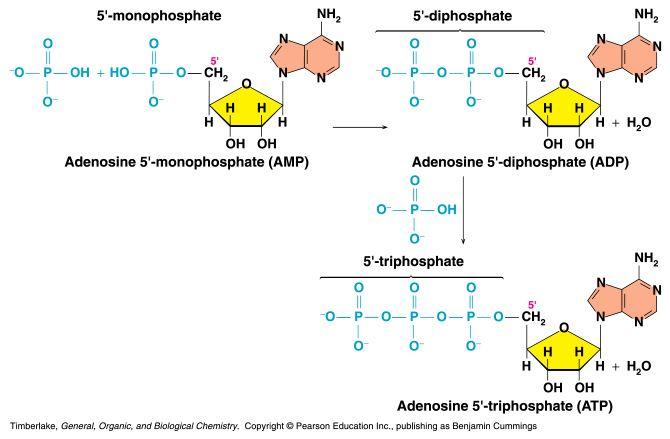 5'-monophosphate
5'-diphosphate
NH2
NH2
O
O
5'
N
N
O
O
5'
N
N
⁻O—P—OH + HO—P—O—CH2
N
N
⁻O—P—O—P—O—CH2
N
N
O⁻
O⁻
O
O⁻
O⁻
O
H
H
H
H
H
H
H
H
+ H2O
OH
OH
OH
OH
Adenosine 5'-monophosphate (AMP)
Adenosine 5'-diphosphate (ADP)
O
O⁻—P—OH
O⁻
5'-triphosphate
NH2
O
O
O
5'
N
N
⁻O—P—O—P—O—P—O—CH2
N
N
O⁻
O⁻
O⁻
O
H
H
H
H
+ H2O
OH
OH
Adenosine 5'-triphosphate (ATP)
Timberlake, General, Organic, and Biological Chemistry. Copyright © Pearson Education Inc., publishing as Benjamin Cummings